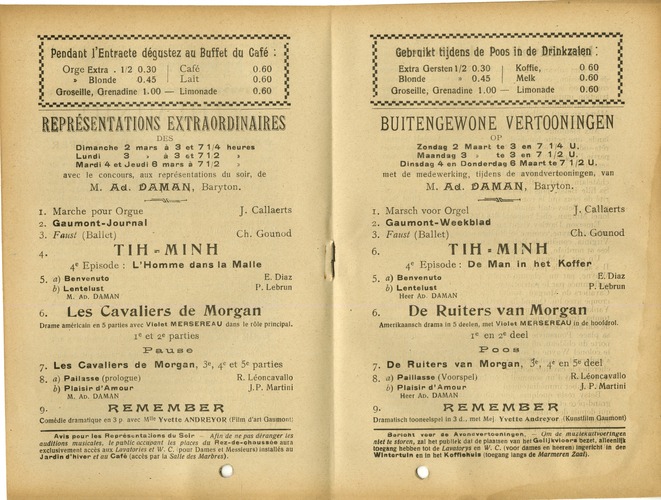 Pendant l'Entracte dégustez au Buffet du Café :
Orge Extra . 1/2 0.30 Café 0.60
» Blonde 0.45 Lait 0.60
Groseille, Grenadine 1.00 — Limonade 0.60
REPRÉSENTATIONS EXTRAORDINAIRES
DES
Dimanche 2 mars à 3 et 7 1/4 heures
Lundi 3 » à 3 et 7 1/2 »
Mardi 4 et Jeudi 6 mars à 7 1/2 »
avec le concours, aux représentations du soir, de
M. Ad. DAMAN, Baryton.
1. Marche pour Orgue J. Callaerts
2. Gaumont-Journal
3. Faust (Ballet) Ch. Gounod
4. TIH-MINH
4e Episode : L'Homme dans la Malle
5. a) Benvenuto E. Diaz
b) Lentelust P. Lebrun
M. AD. DAMAN
6. Les Cavaliers de Morgan
Drame américain en 5 parties avec Violet MERSEREAU dans le rôle principal.
1e et 2e parties
Pause
7. Les Cavaliers de Morgan, 3e, 4e et 5e parties
8. a) Paillasse (prologue) R. Léoncavallo
b) Plaisir d'Amour J. P. Martini
M. AD. DAMAN
9. REMEMBER
Comédie dramatique en 3 p. avec Mlle Yvette ANDREYOR (Film d'art Gaumont)
Avis pour les Représentations du Soir — Afin de ne pas déranger les
auditions musicales, le public occupant les places du Rez-de-chaussée aura
exclusivement accès aux Lavatories et W. C. (pour Dames et Messieurs) installés au
Jardin d'hiver et au Café (accès par la Salle des Marbres).
Gebruikt tijdens de Poos in de Drinkzalen :
Extra Gersten 1/2 0.30 Koffie, 0 60
Blonde » 0.45 Melk 0.60
Groseille, Grenadine 1.00 — Limonade 0.60
BUITENGEWONE VERTOONINGEN
OP
Zondag 2 Maart te 3 en 7 1/4 U,
Maandag 3 » te 3 en 7 1/2 U,
Dinsdag 4 en Donderdag 6 Maart te 7 1/2 U,
met de medewerking, tijdens de avondvertooningen, van
M. Ad. DAMAN, Baryton.
1. Marsch voor Orgel J. Callaerts
2. Gaumont-Weekblad
3. Faust (Ballet) Ch. Gounod
6. TIH-MINH
4e Episode : De Man in het Koffer
5. a) Benvenuto E. Diaz
b) Lentelust P. Lebrun
Heer AD. DAMAN
6. De Ruiters van Morgan
Amerikaansch drama in 5 deelen, met Violet MERSEREAU in de hoofdrol.
1e en 2e deel
Poos
7. De Ruiters van Morgan, 3e, 4e en 5e deel
8. a) Paillasse (Voorspel) R. Léoncavallo
b) Plaisir d'Amour J. P. Martini
Heer AD. DAMAN
9. REMEMBER
Dramatisch tooneelspel in 3 d., met Mej Yvette Andreyor (Kunstfilm Gaumont)
Bericht voor de Avondvertooningen. — Om de muziekuitvoeringen
niet te storen, zal het publiek dat de plaatsen van het Gelijkvloers bezet, alleenlijk
toegang hebben tot de Lavatorys en W. C. (voor dames en heeren) ingericht in den
Wintertuin en in het Koffiehuis (toegang langs de Marmeren Zaal).